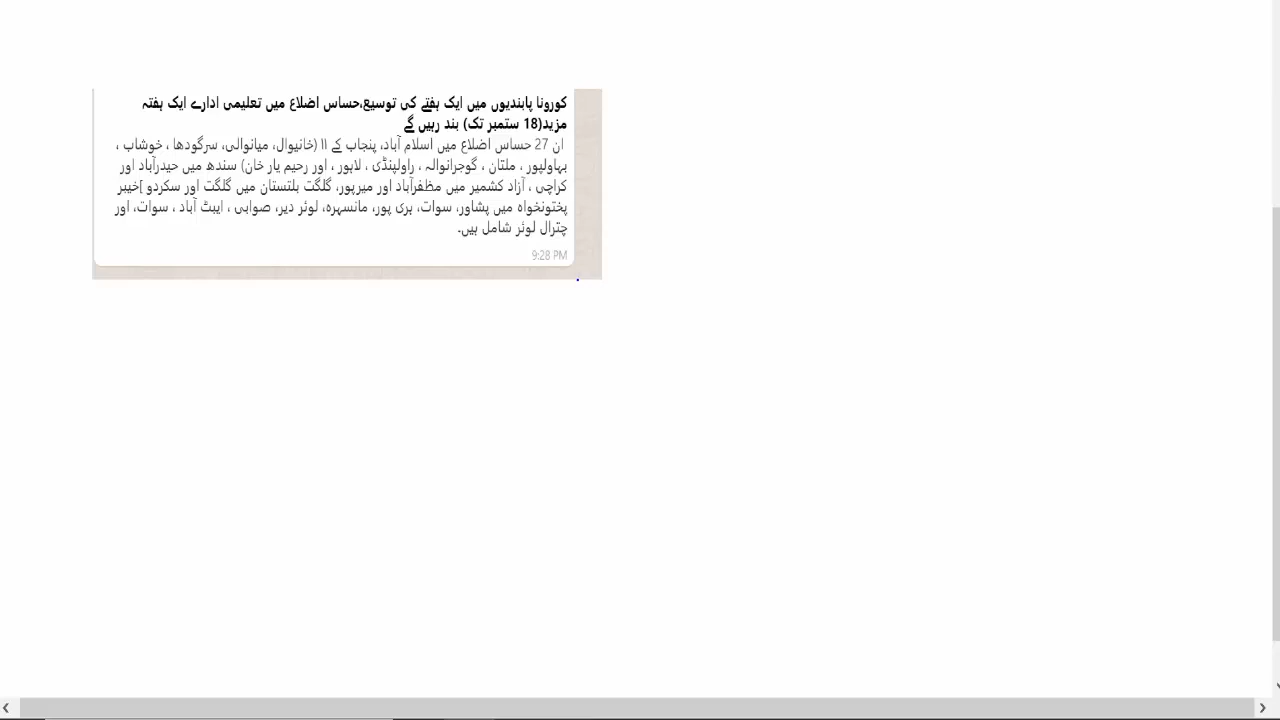 کورونا پابندیوں میں ایک ہفتے کی توسیع،حساس اضلاع میں تعلیمی ادارے ایک ہفتہ
مزید(18 ستمبر تک) بند رہیں گے
ان 27 حساس اضلاع میں اسلام آباد، پنجاب کے ۱۱ (خانیوال، میانوالی، سرگودھا ، خوشاب ،
بہاولپور ، ملتان ، گوجرانوالہ ، راولپنڈی ، لاہور ، اور رحیم یار خان) سندھ میں حیدرآباد اور
کراچی ، آزاد کشمیر میں مظفرآباد اور میرپور، گلگت بلتستان میں گلگت اور سکردو ]خیبر
پختونخواہ میں پشاور، سوات، ہری پور، مانسہرہ، لوئر دیر، صوابی ، ایبٹ آباد ، سوات، اور
چترال لوئر شامل ہیں۔
9:28 PM